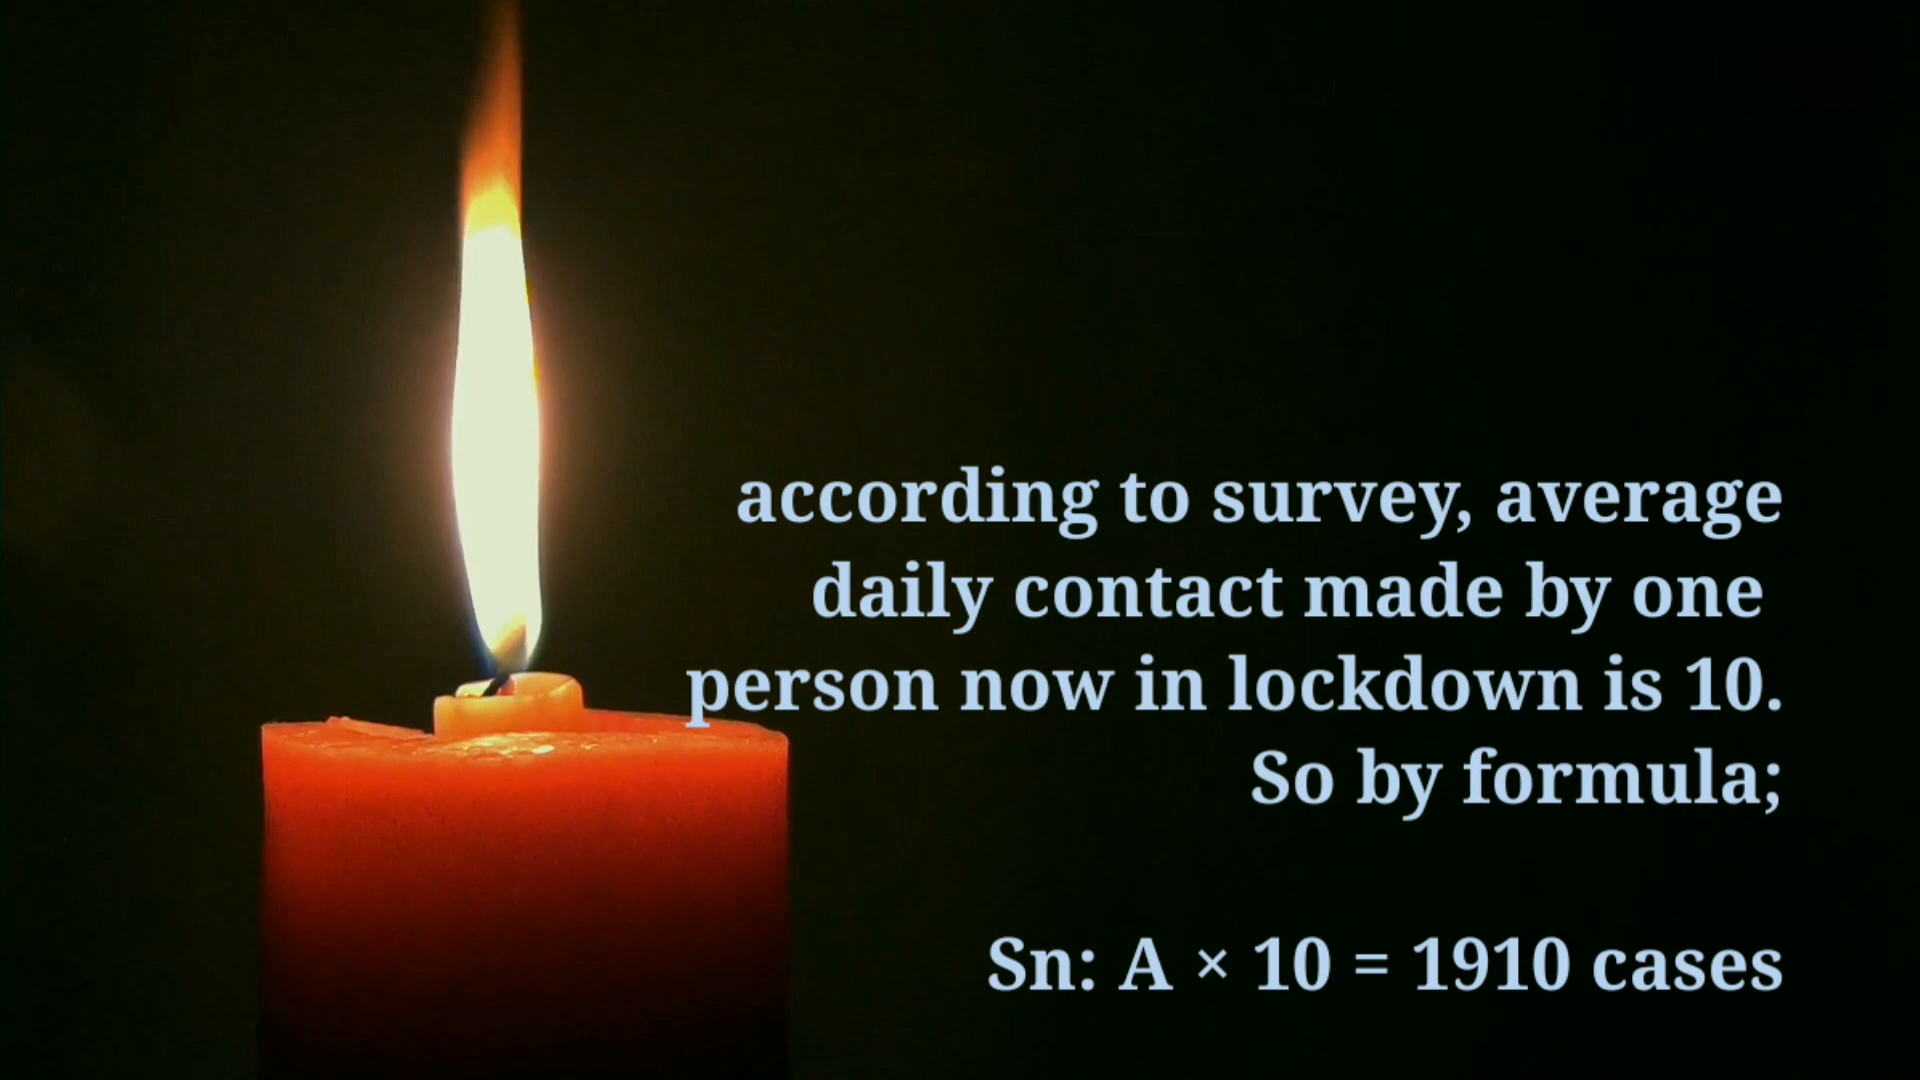 according to survey, average
daily contact made by one
person now in lockdown is 10.
So by formula;
Sn: A × 10 = 1910 cases